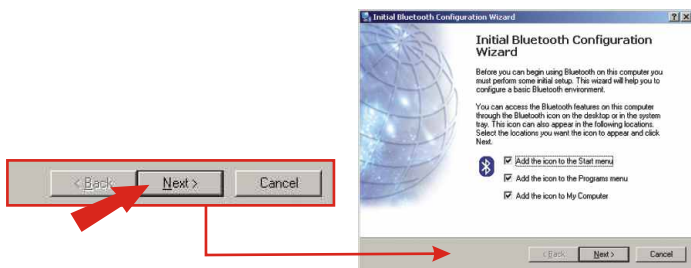 Initial Bluetooth Configuration Wizard
Initial Bluetooth Configuration
Wizard
Before you can begin using Bluetooth on this computer you
must perform some initial setup. This wizard will help you to
configure a basic Bluetooth environment.
You can access the Bluetooth features on this computer
through the Bluetooth icon on the desktop or in the system
tray. This icon can also appear in the following locations.
Select the locations you want the icon to appear and click
Next.
Add the icon to the Start menu
Add the icon to the Programs menu
Add the icon to My Computer
< Back Next > Cancel
< Back Next > Cancel